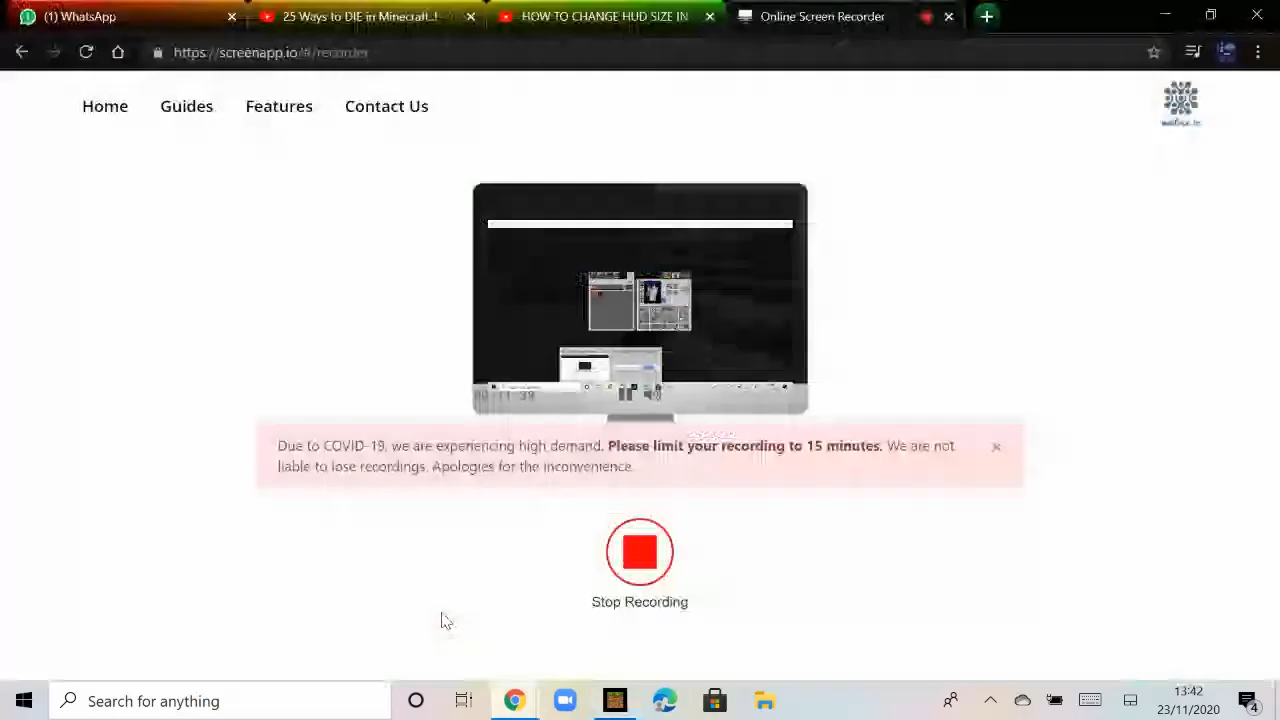 (1) WhatsApp
25 Ways to DIE in Minecraft..!
HOW TO CHANGE HUD SIZE IN
Online Screen Recorder
https://screenapp.io/#/recorder
Home
Guides
Features
Contact Us
Due to COVID-19, we are experiencing high demand. Please limit your recording to 15 minutes. We are not
liable to lose recordings. Apologies for the inconvenience.
Stop Recording
Search for anything
13:42
23/11/2020
4